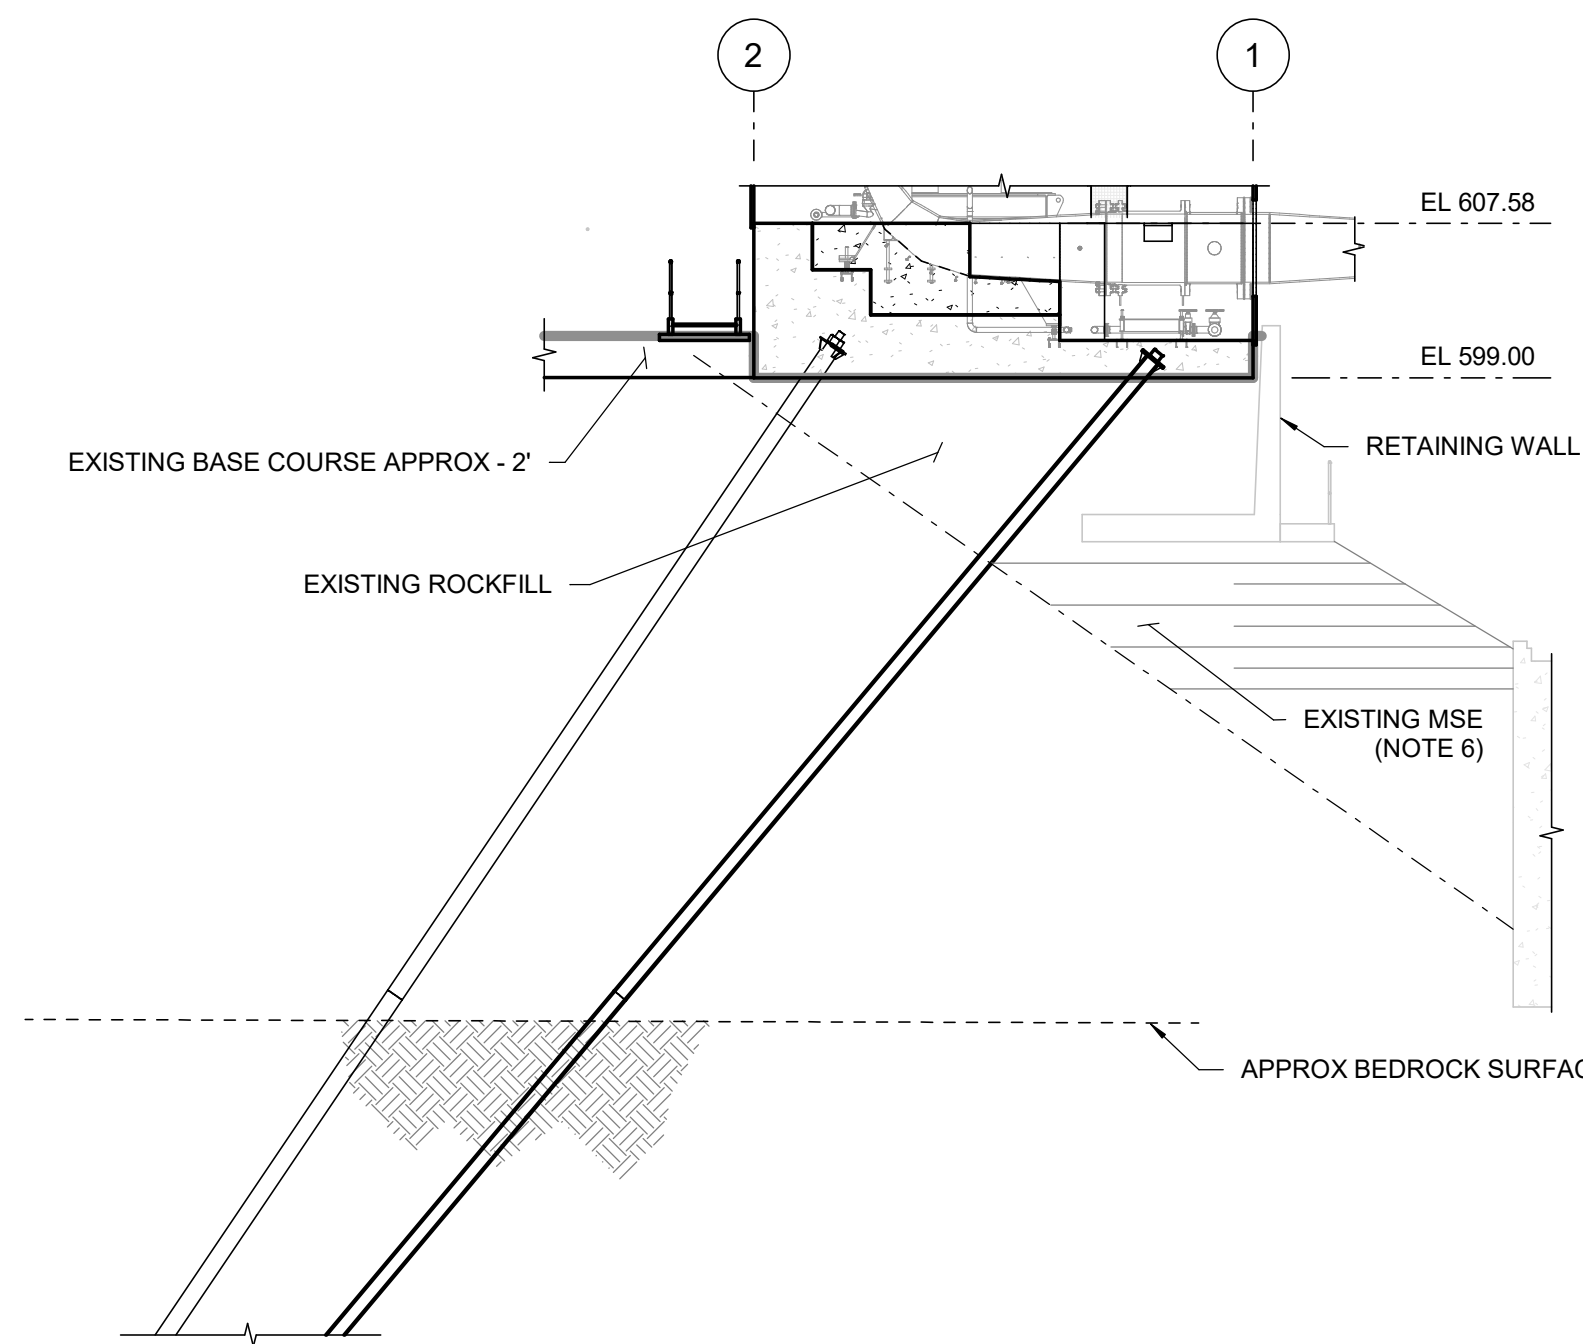 2
1
EL 607.58
EL 599.00
RETAINING WALL
EXISTING BASE COURSE APPROX - 2'
EXISTING ROCKFILL
EXISTING MSE
(NOTE 6)
APPROX BEDROCK SURFAC